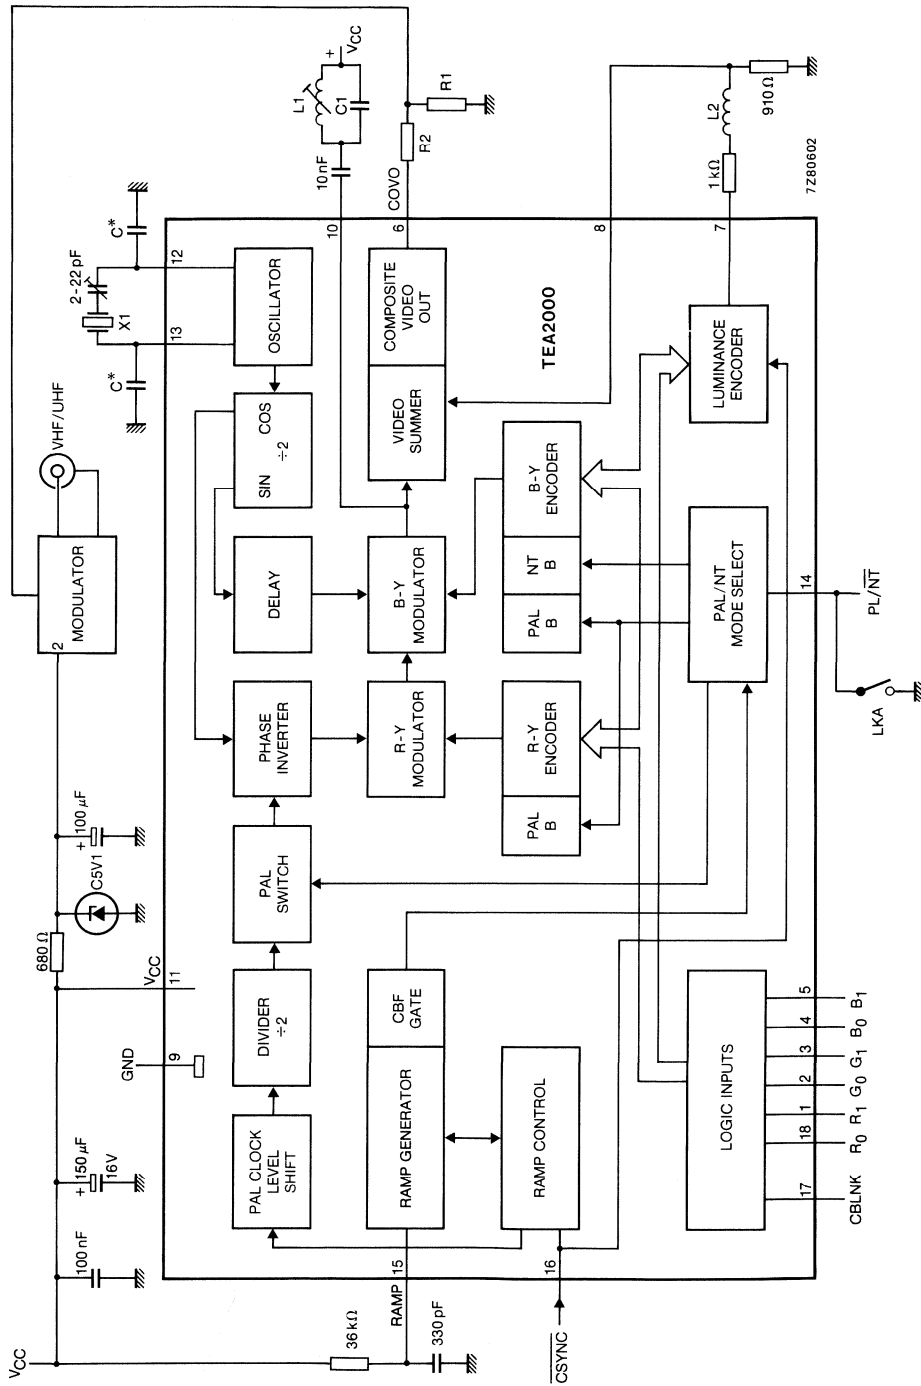 VCC
100 nF
+ 150 µF
16V
GND
9
VCC
11
680 Ω
C5V1
+ 100 µF
2
MODULATOR
VHF/UHF
C*
X1
2-22 pF
C*
13
12
10 nF
L1
C1
+
VCC
10
COVO
6
R2
R1
8
7
1 kΩ
L2
910 Ω
7Z80602
PAL CLOCK
LEVEL
SHIFT
DIVIDER
÷2
PAL
SWITCH
PHASE
INVERTER
DELAY
SIN
COS
÷2
OSCILLATOR
RAMP GENERATOR
CBF
GATE
R-Y
MODULATOR
B-Y
MODULATOR
VIDEO
SUMMER
COMPOSITE
VIDEO
OUT
RAMP CONTROL
PAL
B
R-Y
ENCODER
PAL
B
NT
B
B-Y
ENCODER
TEA2000
LOGIC INPUTS
PAL/NT
MODE SELECT
LUMINANCE
ENCODER
36 kΩ
RAMP
15
330 pF
16
CSYNC
17
18
1
2
3
4
5
CBLNK
R0
R1
G0
G1
B0
B1
14
PL/NT
LKA